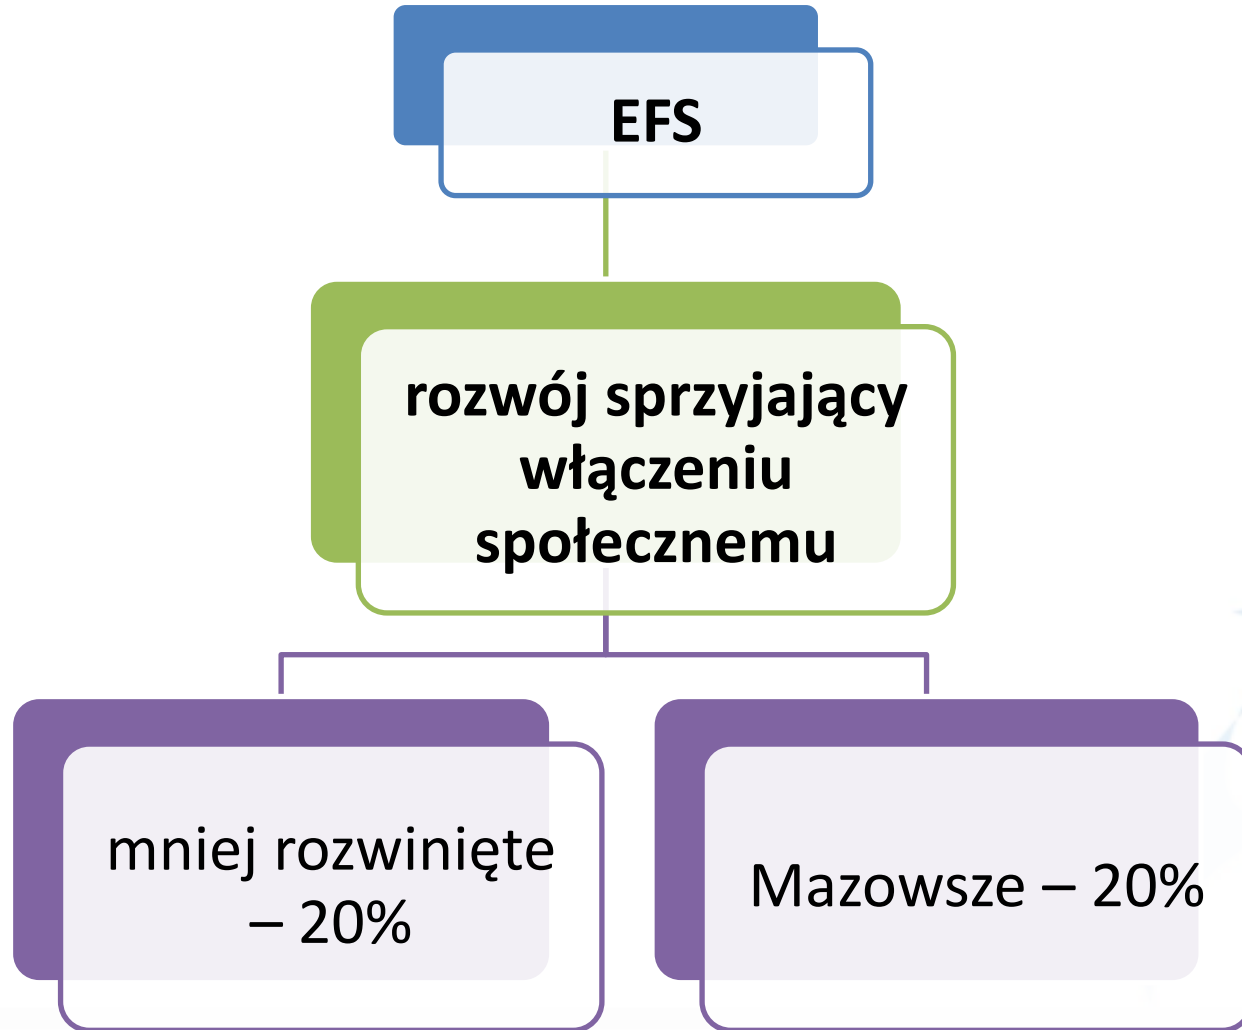 EFS
rozwój sprzyjający
włączeniu
społecznemu
mniej rozwinięte
– 20%
Mazowsze – 20%